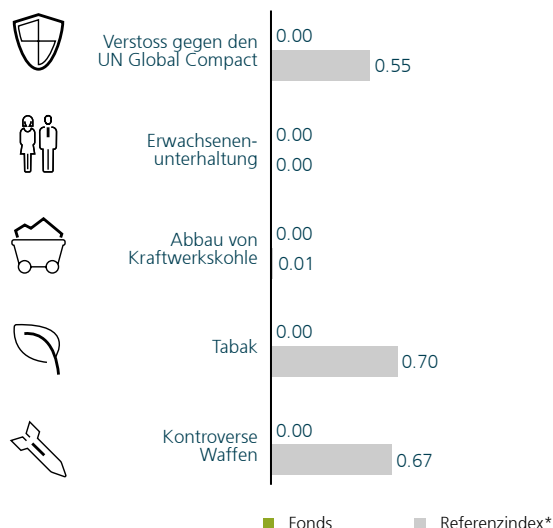 Verstoss gegen den
UN Global Compact
0.00
0.55
Erwachsenen-
unterhaltung
0.00
0.00
Abbau von
Kraftwerkskohle
0.00
0.01
Tabak
0.00
0.70
Kontroverse
Waffen
0.00
0.67
Fonds
Referenzindex*